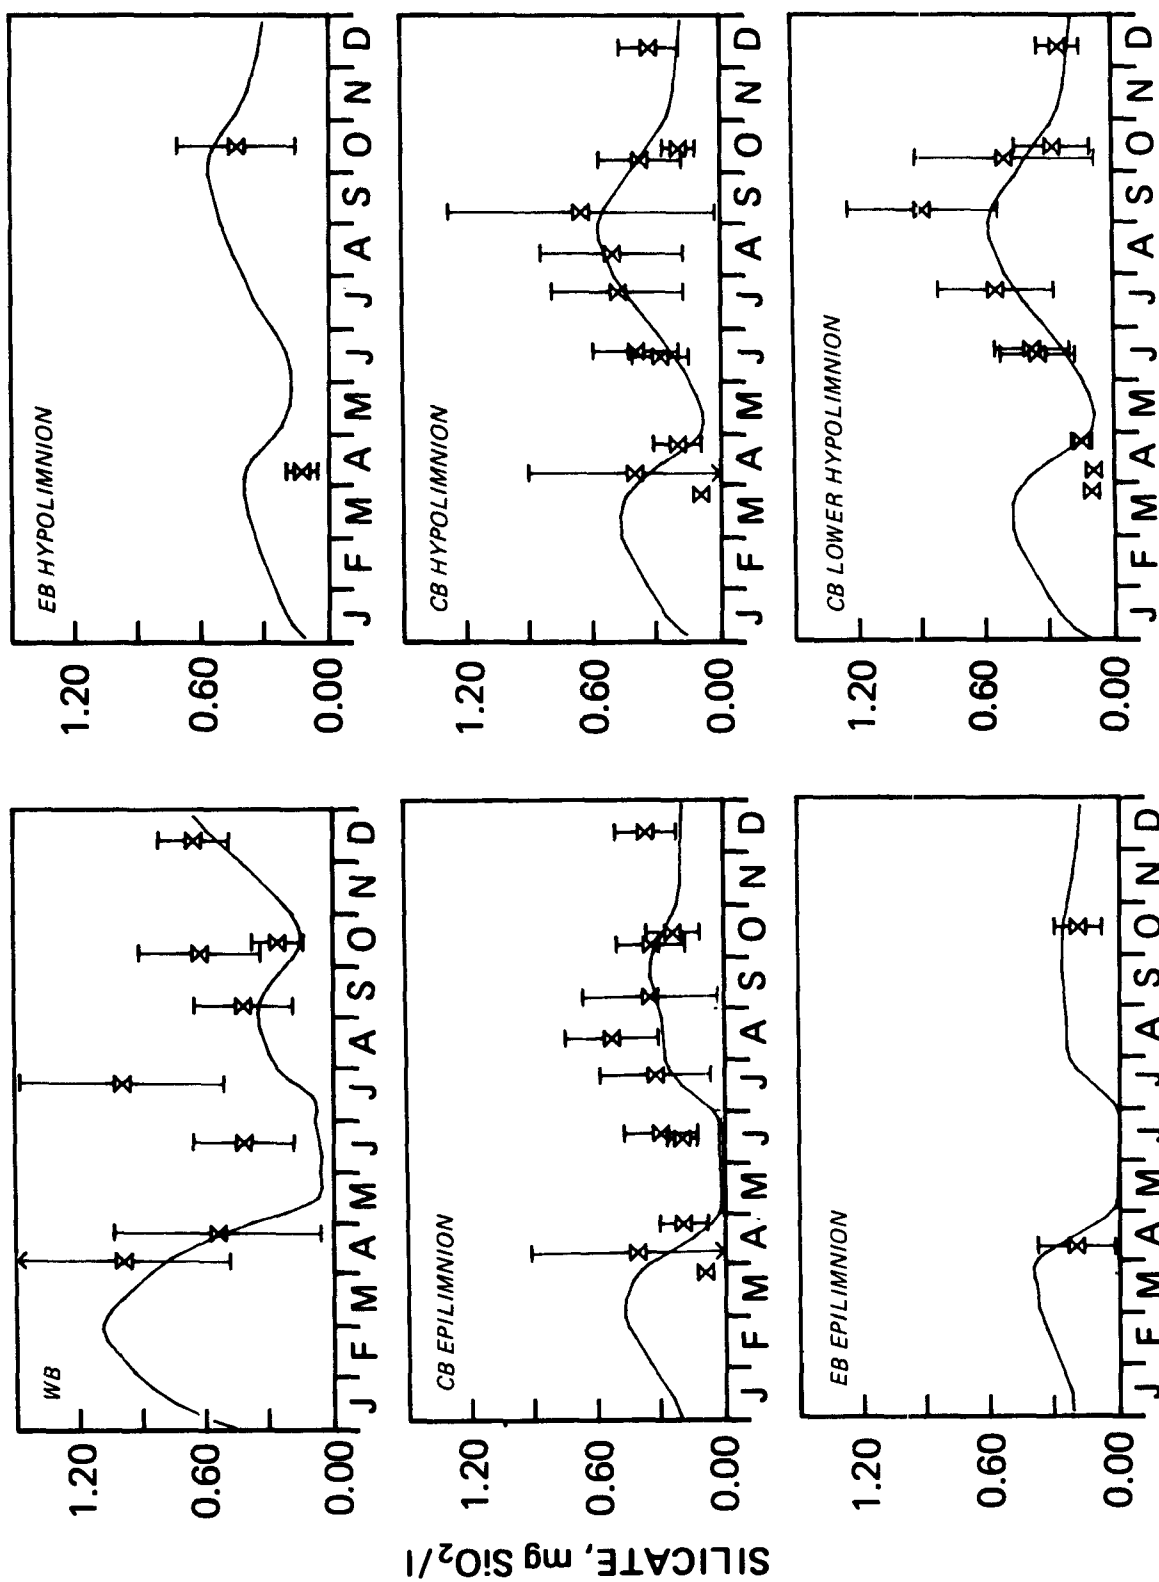 SILICATE, mg SiO₂/l
WB
1.20
0.60
0.00
J F M A M J J A S O N D
EB HYPOLIMNION
1.20
0.60
0.00
J F M A M J J A S O N D
CB EPILIMNION
1.20
0.60
0.00
J F M A M J J A S O N D
CB HYPOLIMNION
1.20
0.60
0.00
J F M A M J J A S O N D
EB EPILIMNION
1.20
0.60
0.00
J F M A M J J A S O N D
CB LOWER HYPOLIMNION
1.20
0.60
0.00
J F M A M J J A S O N D